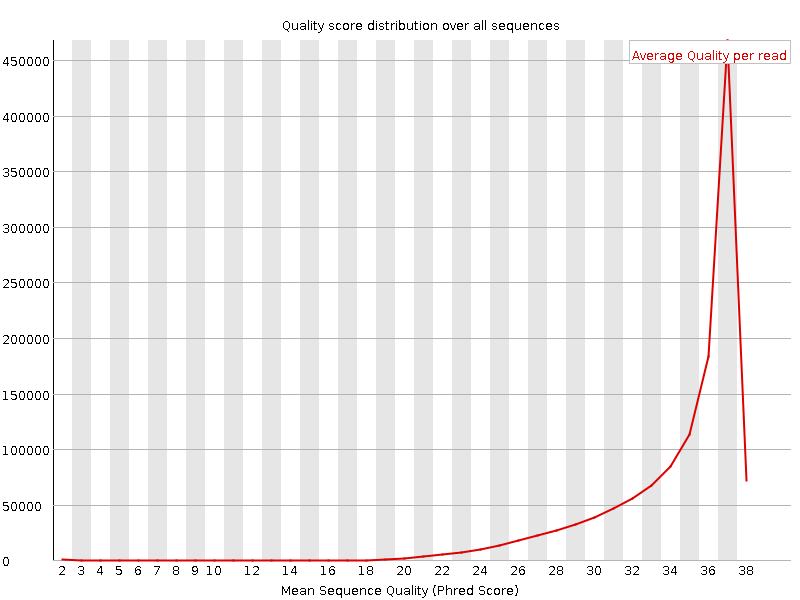 Quality score distribution over all sequences
Average Quality per read
450000
400000
350000
300000
250000
200000
150000
100000
50000
0
2 3 4 5 6 7 8 9 10 12 14 16 18 20 22 24 26 28 30 32 34 36 38
Mean Sequence Quality (Phred Score)